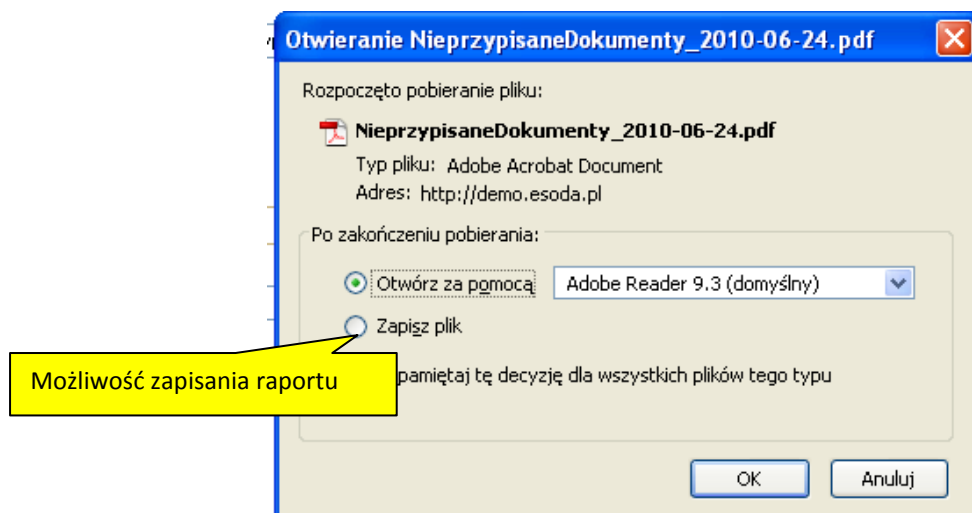 Otwieranie NieprzypisaneDokumenty_2010-06-24.pdf
Rozpoczęto pobieranie pliku:
NieprzypisaneDokumenty_2010-06-24.pdf
Typ pliku: Adobe Acrobat Document
Adres: http://demo.esoda.pl
Po zakończeniu pobierania:
Otwórz za pomocą Adobe Reader 9.3 (domyślny)
Zapisz plik
Możliwość zapisania raportu
pamiętaj tę decyzję dla wszystkich plików tego typu
OK Anuluj